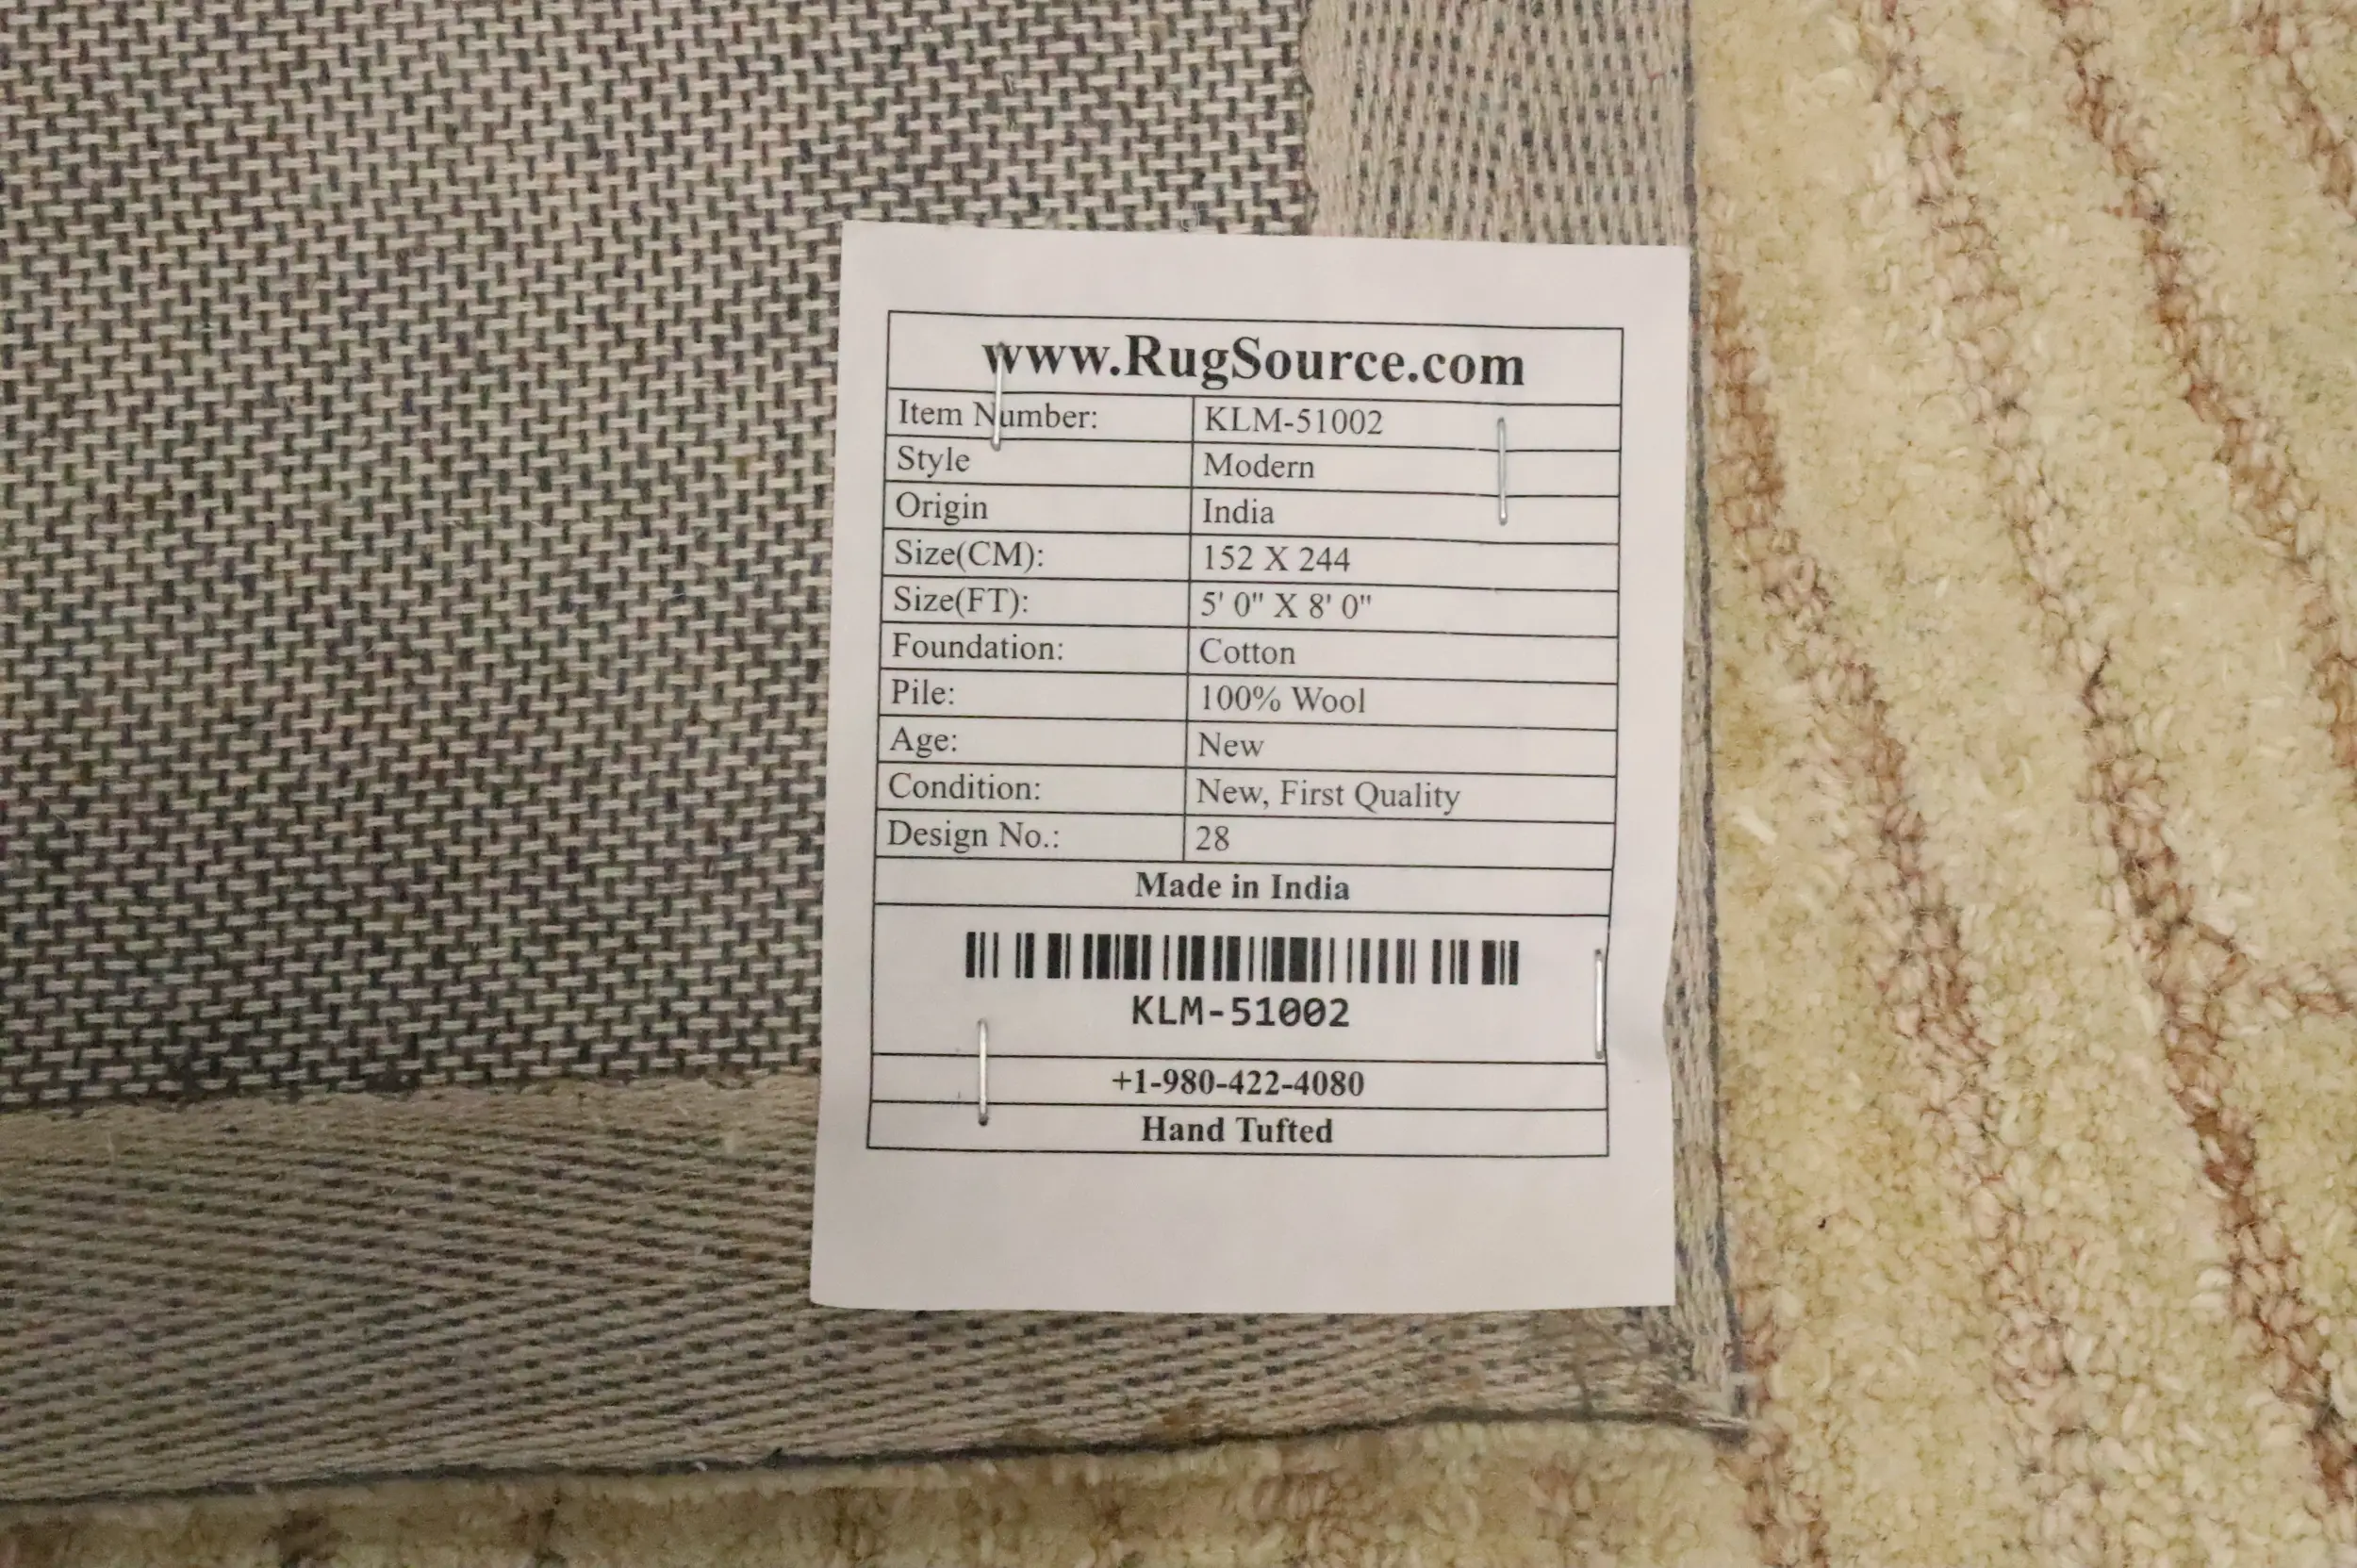 www.RugSource.com
Item Number: KLM-51002
Style Modern
Origin India
Size(CM): 152 X 244
Size(FT): 5' 0" X 8' 0"
Foundation: Cotton
Pile: 100% Wool
Age: New
Condition: New, First Quality
Design No.: 28
Made in India
KLM-51002
+1-980-422-4080
Hand Tufted